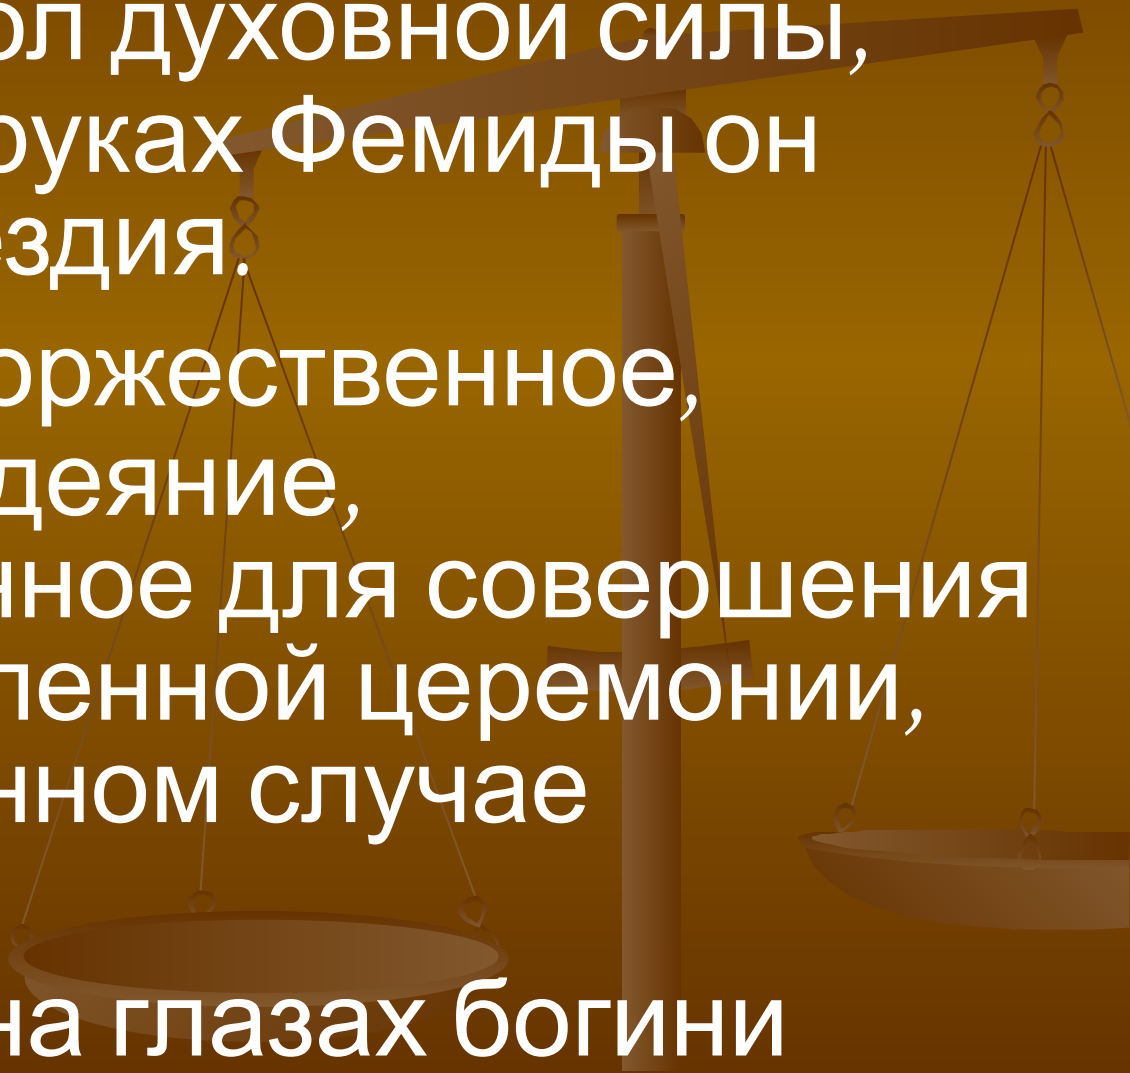 ол духовной силы,
руках Фемиды он
ездия.
оржественное,
деяние,
нное для совершения
ленной церемонии,
нном случае
на глазах богини